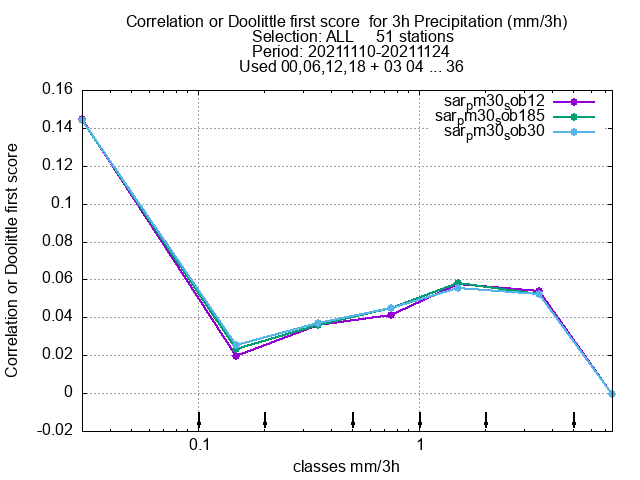 Correlation or Doolittle first score  for 3h Precipitation (mm/3h)
Selection: ALL     51 stations
Period: 20211110-20211124
Used 00,06,12,18 + 03 04 ... 36
sar_pm30_sob12
sar_pm30_sob185
sar_pm30_sob30
Correlation or Doolittle first score
0.16
0.14
0.12
0.1
0.08
0.06
0.04
0.02
0
-0.02
0.1 1
classes mm/3h